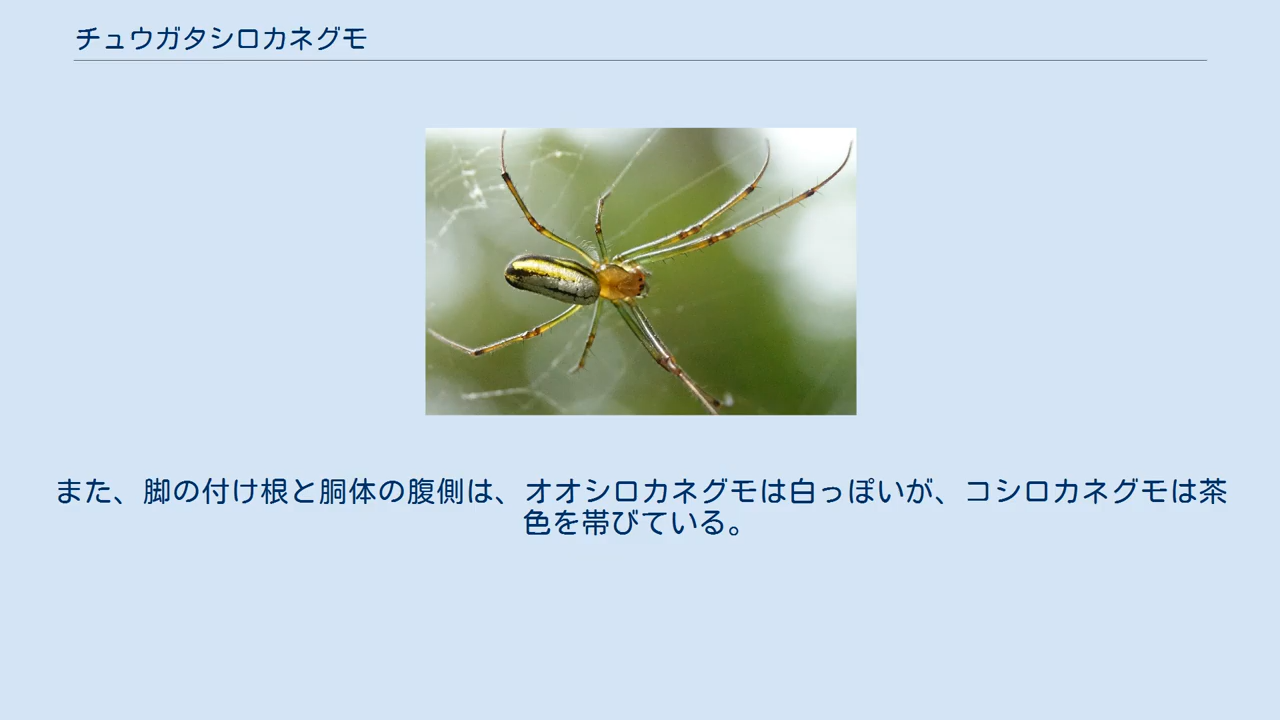 チュウガタシロカネグモ
また、脚の付け根と胴体の腹側は、オオシロカネグモは白っぽいが、コシロカネグモは茶
色を帯びている。